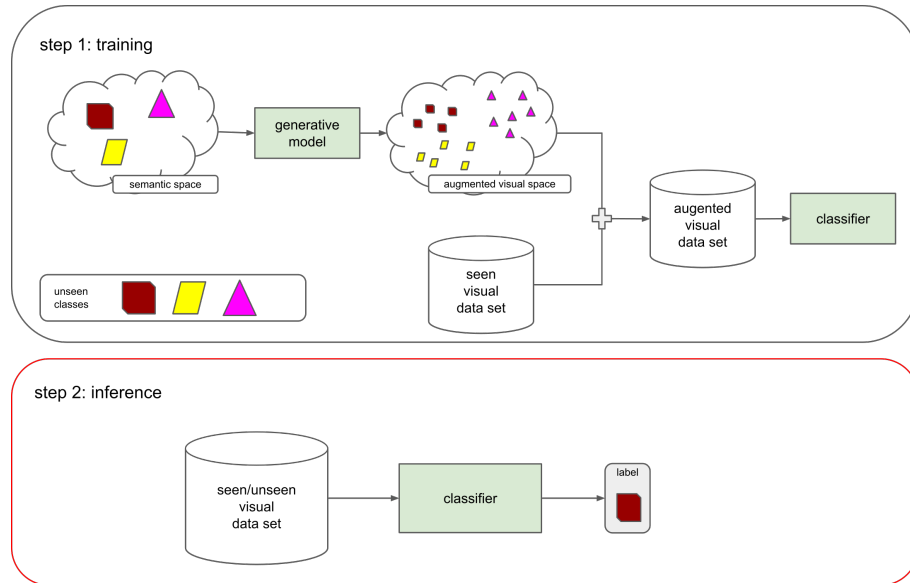 step 1: training
generative
model
semantic space
augmented visual space
augented
visual
data set
classifier
seen
visual
data set
unseen
classes
step 2: inference
seen/unseen
visual
data set
classifier
label